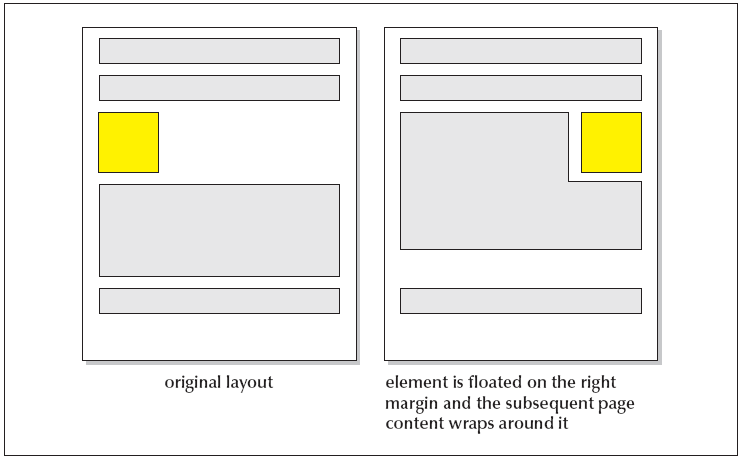 original layout
element is floated on the right
margin and the subsequent page
content wraps around it